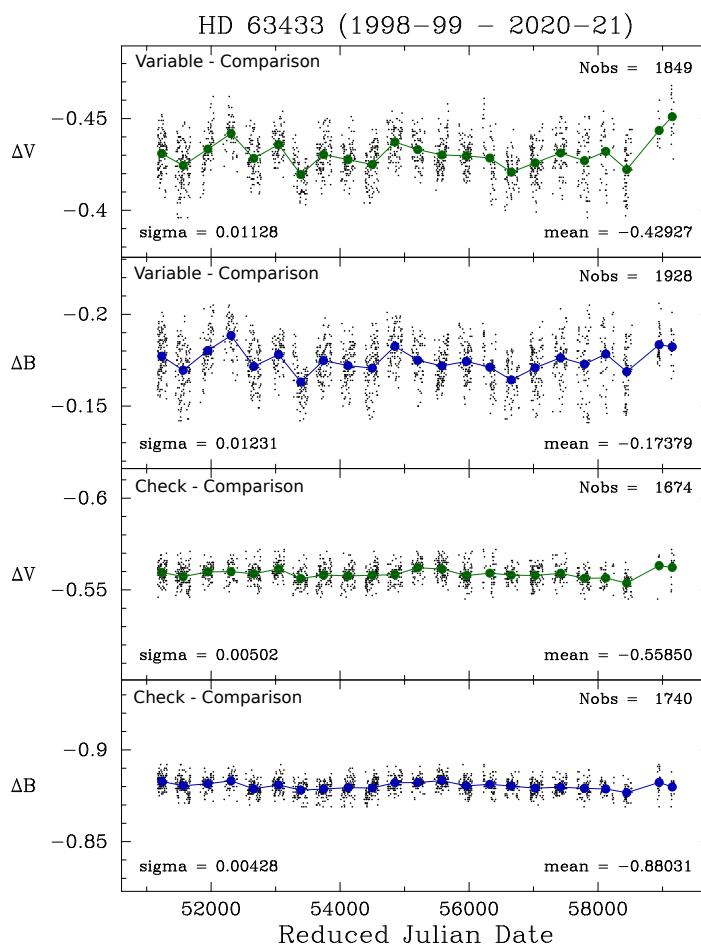 HD 63433 (1998−99 − 2020−21)
Variable - Comparison
Nobs = 1849
−0.45
ΔV
−0.4
sigma = 0.01128
mean = −0.42927
Variable - Comparison
Nobs = 1928
−0.2
ΔB
−0.15
sigma = 0.01231
mean = −0.17379
Check - Comparison
Nobs = 1674
−0.6
ΔV
−0.55
sigma = 0.00502
mean = −0.55850
Check - Comparison
Nobs = 1740
−0.9
ΔB
−0.85
sigma = 0.00428
mean = −0.88031
52000 54000 56000 58000
Reduced Julian Date